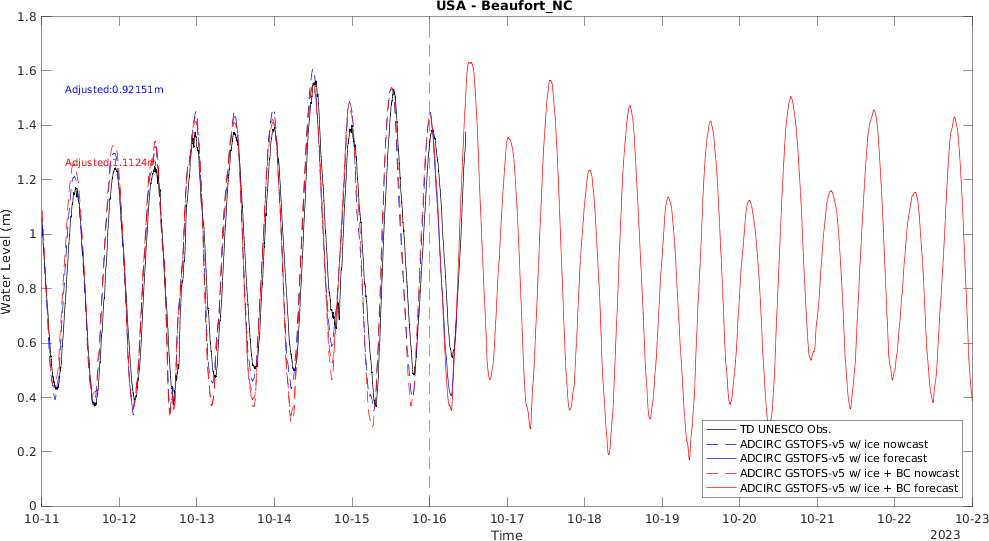 USA - Beaufort_NC
1.8
1.6
1.4
1.2
1
0.8
0.6
0.4
0.2
0
Water Level (m)
Adjusted:0.92151m
Adjusted:1.1124m
TD UNESCO Obs.
ADCIRC GSTOFS-v5 w/ ice nowcast
ADCIRC GSTOFS-v5 w/ ice forecast
ADCIRC GSTOFS-v5 w/ ice + BC nowcast
ADCIRC GSTOFS-v5 w/ ice + BC forecast
10-11 10-12 10-13 10-14 10-15 10-16 10-17 10-18 10-19 10-20 10-21 10-22 10-23
Time
2023